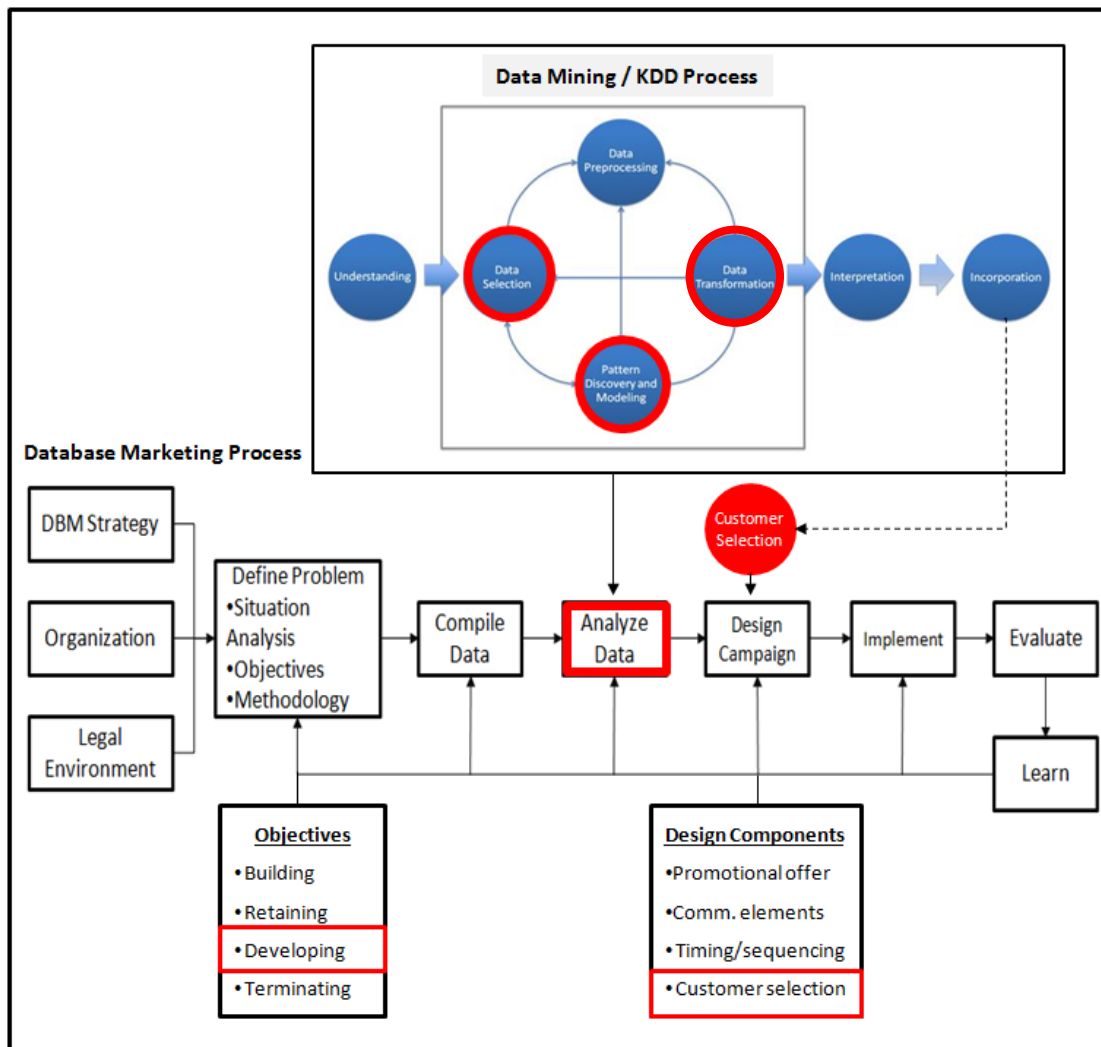 Data Mining / KDD Process
Data
Preprocessing
Understanding
Data
Selection
Data
Transformation
Interpretation
Incorporation
Pattern
Discovery and
Modeling
Database Marketing Process
Customer
Selection
DBM Strategy
Organization
Legal
Environment
Define Problem
•Situation
Analysis
•Objectives
•Methodology
Compile
Data
Analyze
Data
Design
Campaign
Implement
Evaluate
Learn
Objectives
•Building
•Retaining
•Developing
•Terminating
Design Components
•Promotional offer
•Comm. elements
•Timing/sequencing
•Customer selection